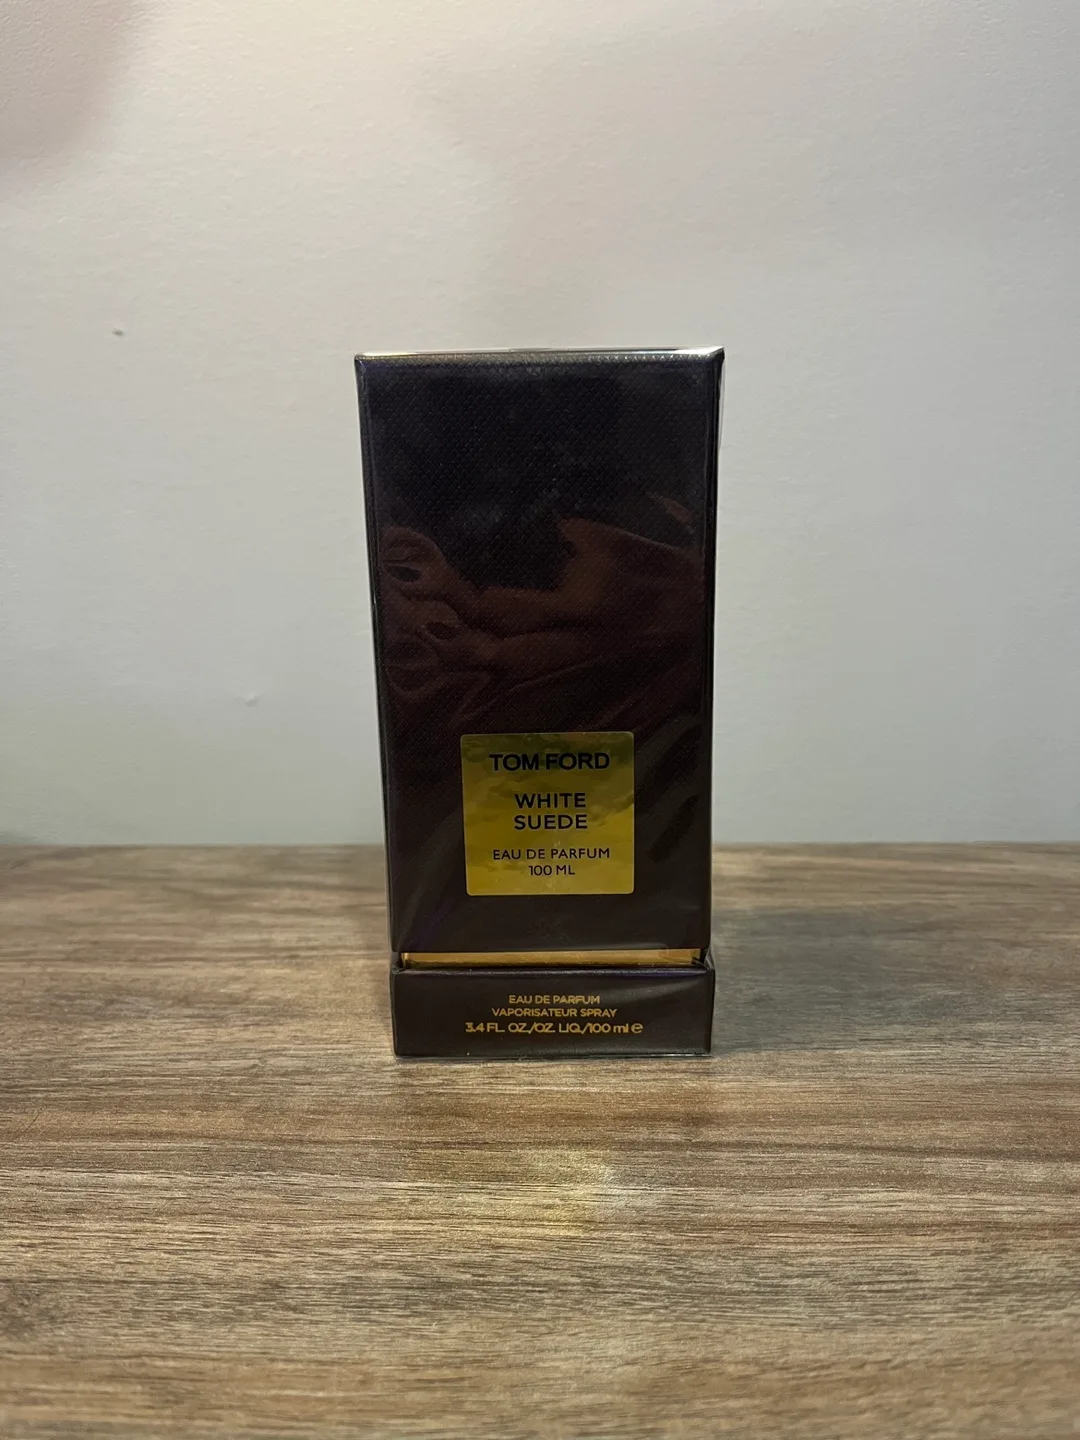 TOM FORD
WHITE
SUEDE
EAU DE PARFUM
100 ML
EAU DE PARFUM
VAPORISATEUR SPRAY
3.4 FL. OZ./OZ. LIQ./100 ml ℮